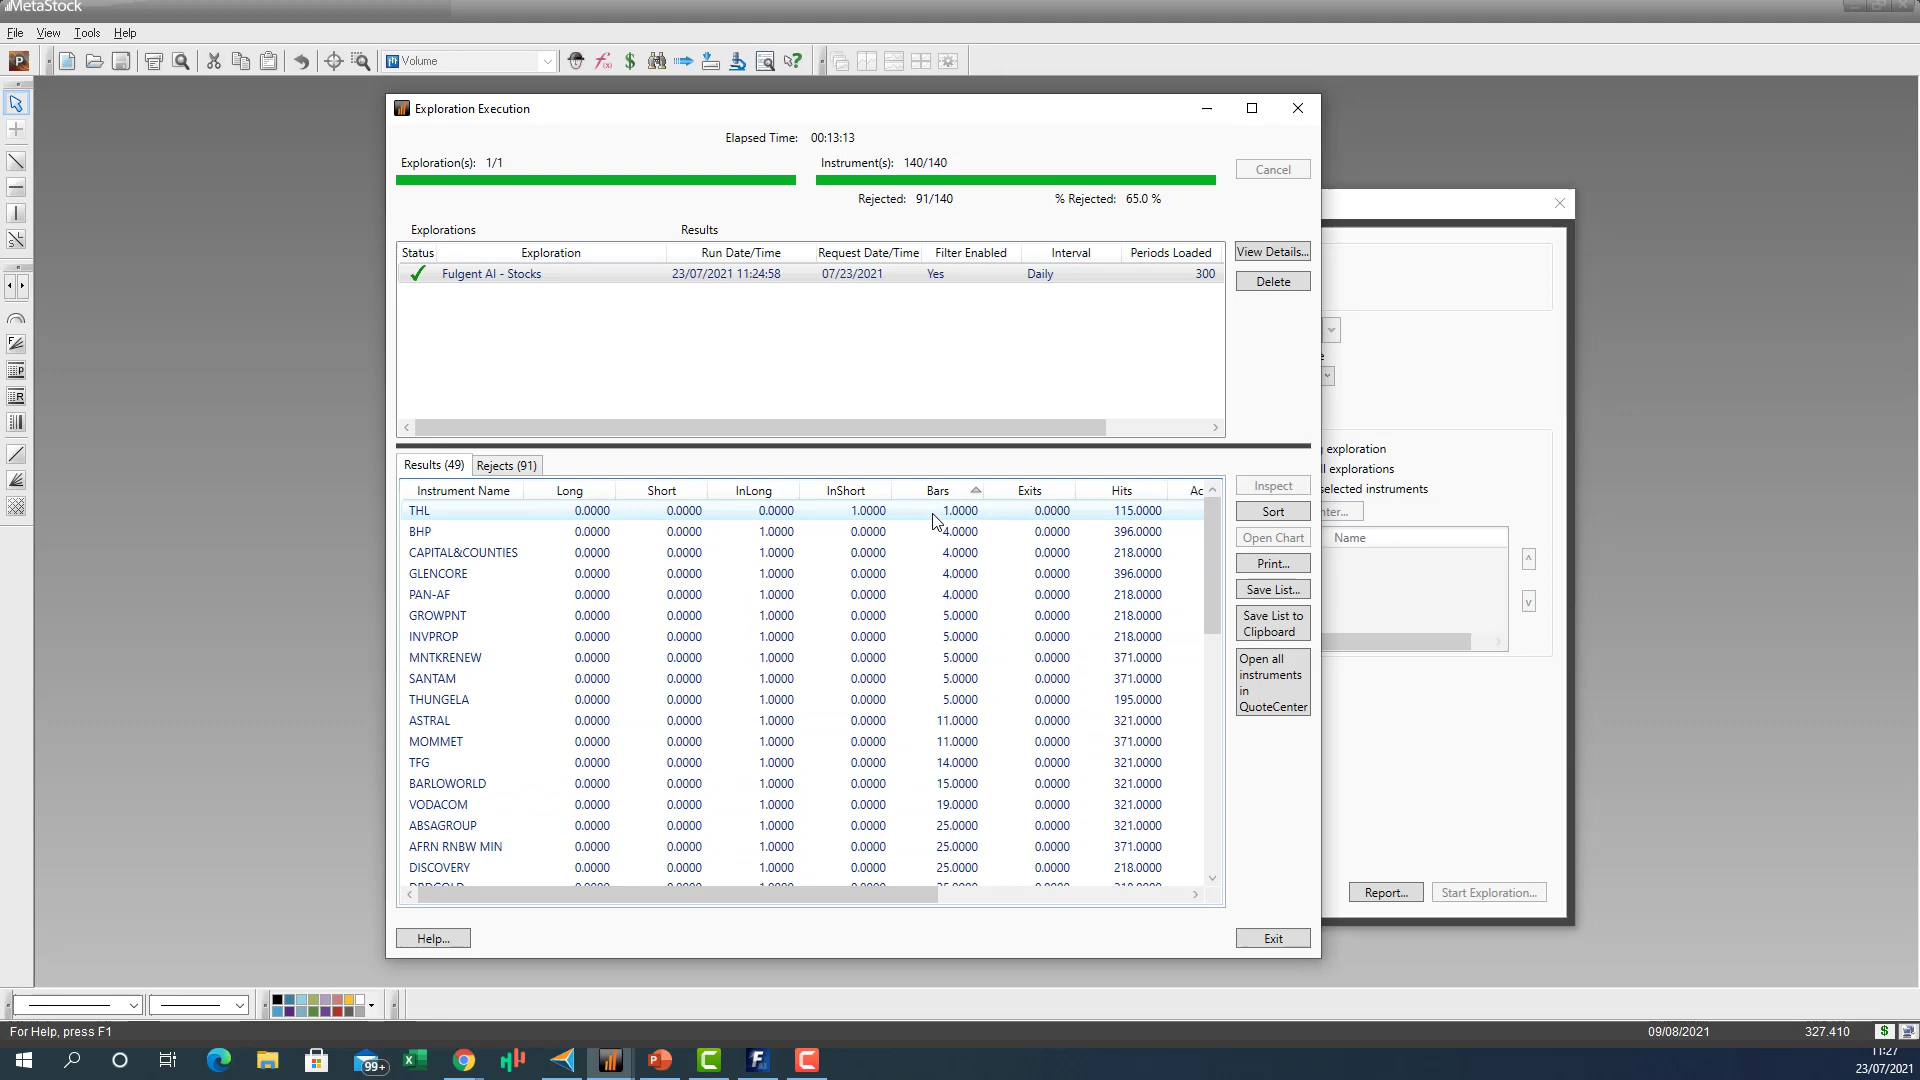 MetaStock
File View Tools Help
Volume
Exploration Execution
Elapsed Time: 00:13:13
Exploration(s): 1/1 Instrument(s): 140/140
Cancel
Rejected: 91/140 % Rejected: 65.0 %
Explorations Results
Status Exploration Run Date/Time Request Date/Time Filter Enabled Interval Periods Loaded
View Details...
Fulgent AI - Stocks 23/07/2021 11:24:58 07/23/2021 Yes Daily 300
Delete
exploration
ll explorations
selected instruments
Results (49) Rejects (91)
Instrument Name Long Short InLong InShort Bars Exits Hits Ac
THL 0.0000 0.0000 0.0000 1.0000 1.0000 0.0000 115.0000
BHP 0.0000 0.0000 1.0000 0.0000 4.0000 0.0000 396.0000
CAPITAL&COUNTIES 0.0000 0.0000 1.0000 0.0000 4.0000 0.0000 218.0000
GLENCORE 0.0000 0.0000 1.0000 0.0000 4.0000 0.0000 396.0000
PAN-AF 0.0000 0.0000 1.0000 0.0000 4.0000 0.0000 218.0000
GROWPNT 0.0000 0.0000 1.0000 0.0000 5.0000 0.0000 218.0000
INVPROP 0.0000 0.0000 1.0000 0.0000 5.0000 0.0000 218.0000
MNTKRENEW 0.0000 0.0000 1.0000 0.0000 5.0000 0.0000 371.0000
SANTAM 0.0000 0.0000 1.0000 0.0000 5.0000 0.0000 371.0000
THUNGELA 0.0000 0.0000 1.0000 0.0000 5.0000 0.0000 195.0000
ASTRAL 0.0000 0.0000 1.0000 0.0000 11.0000 0.0000 321.0000
MOMMET 0.0000 0.0000 1.0000 0.0000 11.0000 0.0000 371.0000
TFG 0.0000 0.0000 1.0000 0.0000 14.0000 0.0000 321.0000
BARLOWORLD 0.0000 0.0000 1.0000 0.0000 15.0000 0.0000 321.0000
VODACOM 0.0000 0.0000 1.0000 0.0000 19.0000 0.0000 321.0000
ABSAGROUP 0.0000 0.0000 1.0000 0.0000 25.0000 0.0000 321.0000
AFRN RNBW MIN 0.0000 0.0000 1.0000 0.0000 25.0000 0.0000 371.0000
DISCOVERY 0.0000 0.0000 1.0000 0.0000 25.0000 0.0000 218.0000
Inspect
Sort
nter...
Open Chart
Name
Print...
Save List...
Save List to
Clipboard
Open all
instruments
in
QuoteCenter
Report... Start Exploration...
Help... Exit
For Help, press F1 09/08/2021 327.410
99+
11:27
23/07/2021